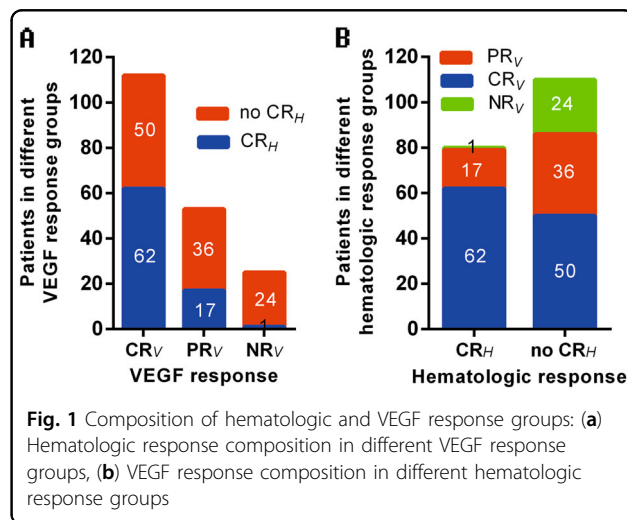 A
Patients in different
VEGF response groups
120
100
80
60
40
20
0
50
62
36
17
24
1
no CRH
CRH
CRV PRV NRV
VEGF response
B
Patients in different
hematologic response groups
120
100
80
60
40
20
0
PRV
CRV
NRV
1
17
62
24
36
50
CRH no CRH
Hematologic response
Fig. 1 Composition of hematologic and VEGF response groups: (a)
Hematologic response composition in different VEGF response
groups, (b) VEGF response composition in different hematologic
response groups